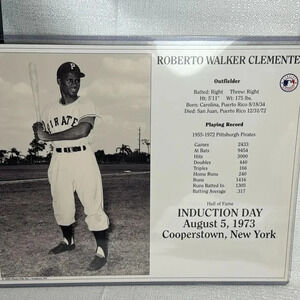 ROBERTO WALKER CLEMENTE
Outfielder
Batted: Right Threw: Right
Ht: 5'11" Wt: 175 lbs.
Born: Carolina, Puerto Rico 8/18/34
Died: San Juan, Puerto Rico 12/31/72
Playing Record
1955-1972 Pittsburgh Pirates
Games 2433
At Bats 9454
Hits 3000
Doubles 440
Triples 166
Home Runs 240
Runs 1416
Runs Batted In 1305
Batting Average .317
Hall of Fame
INDUCTION DAY
August 5, 1973
Cooperstown, New York
P
PIRATES